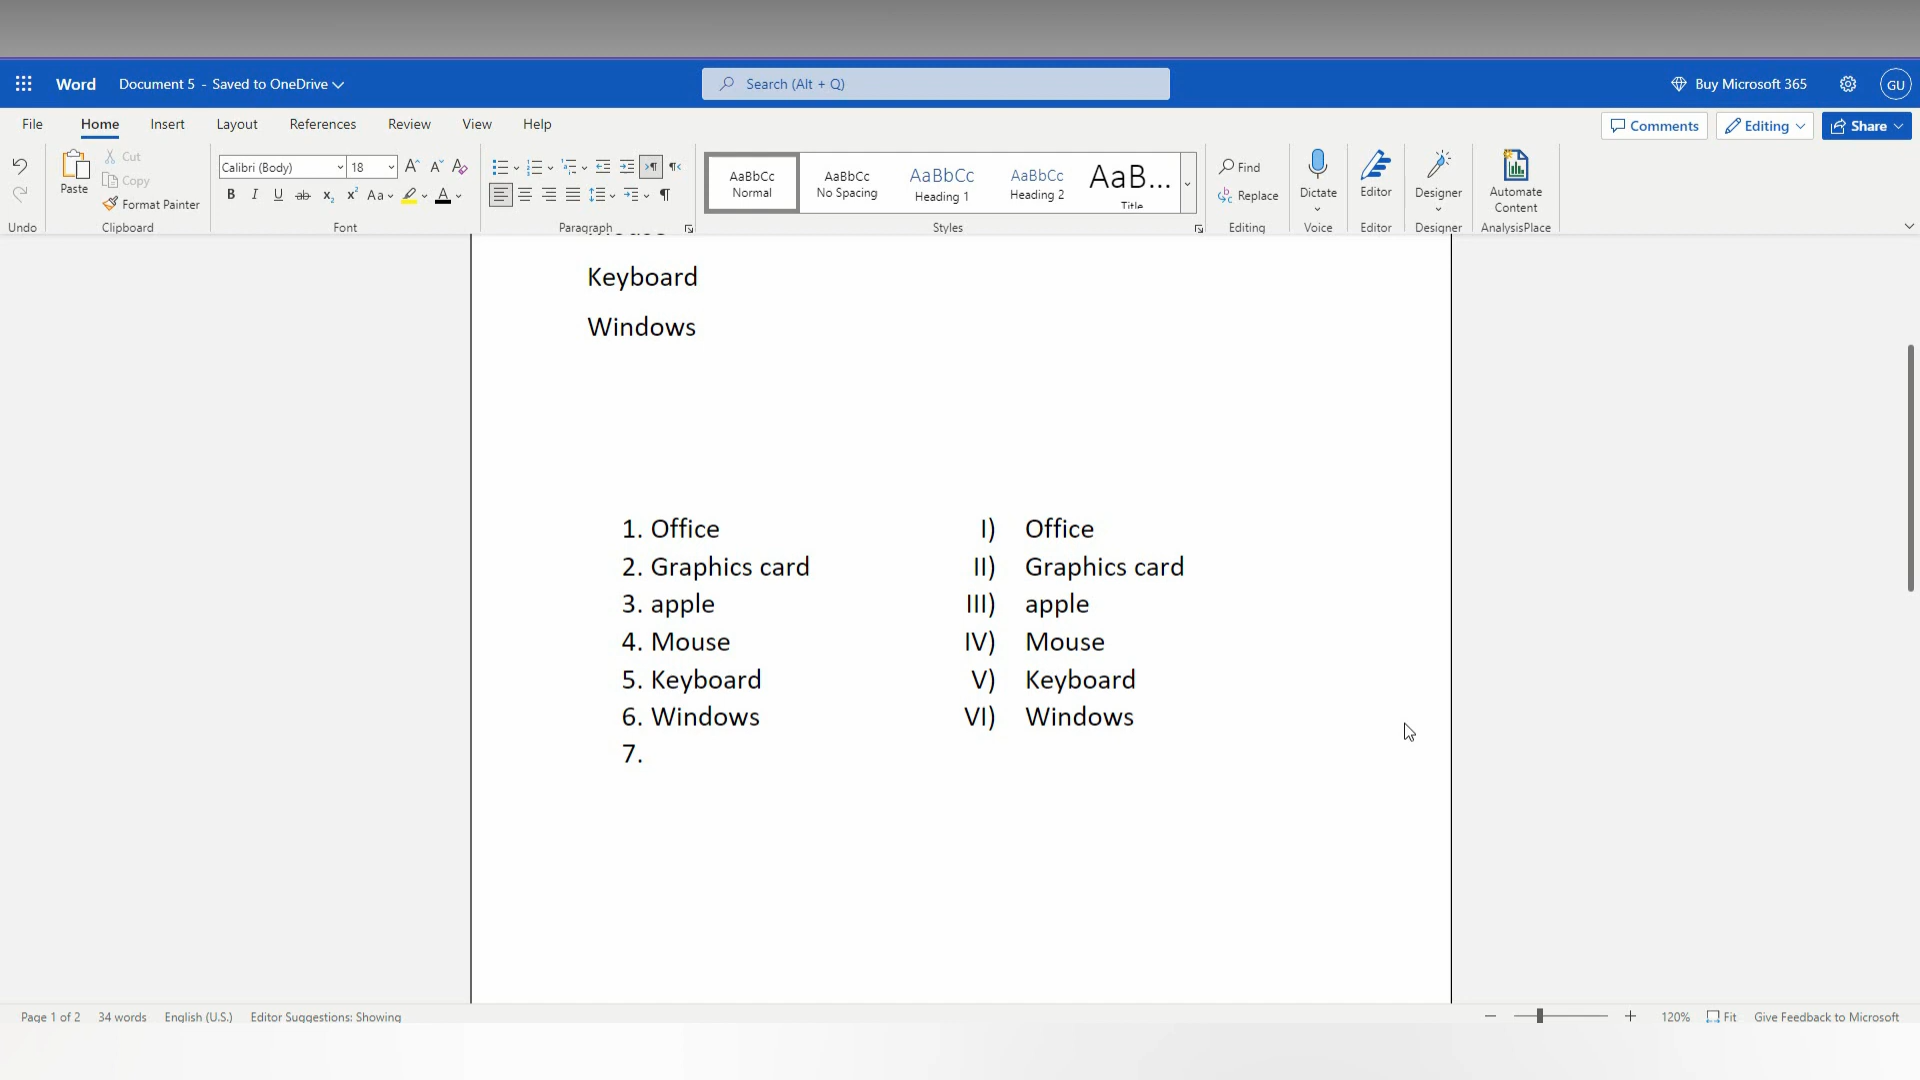 Word Document 5 - Saved to OneDrive Search (Alt + Q) Buy Microsoft 365 GU
File Home Insert Layout References Review View Help Comments Editing Share
Paste Cut Copy Format Painter
Clipboard
Undo
Calibri (Body) 18
B I U ab x₂ x² Aa A
Font
Paragraph
AaBbCc Normal
AaBbCc No Spacing
AaBbCc Heading 1
AaBbCc Heading 2
AaB... Title
Styles
Find
Replace
Editing
Dictate
Voice
Editor
Editor
Designer
Designer
Automate Content
AnalysisPlace
Keyboard
Windows
1. Office
2. Graphics card
3. apple
4. Mouse
5. Keyboard
6. Windows
7.
I) Office
II) Graphics card
III) apple
IV) Mouse
V) Keyboard
VI) Windows
Page 1 of 2 34 words English (U.S.) Editor Suggestions: Showing 120% Fit Give Feedback to Microsoft